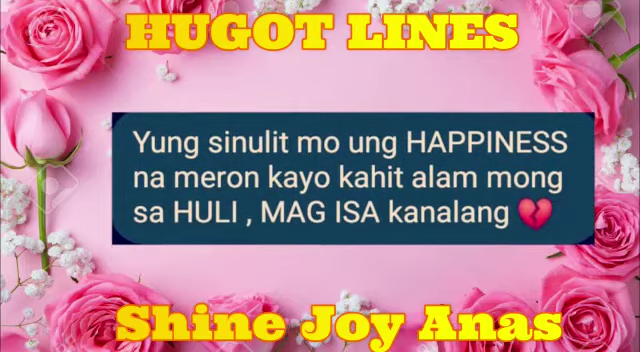 HUGOT LINES
Yung sinulit mo ung HAPPINESS
na meron kayo kahit alam mong
sa HULI , MAG ISA kanalang 💔
Shine Joy Anas